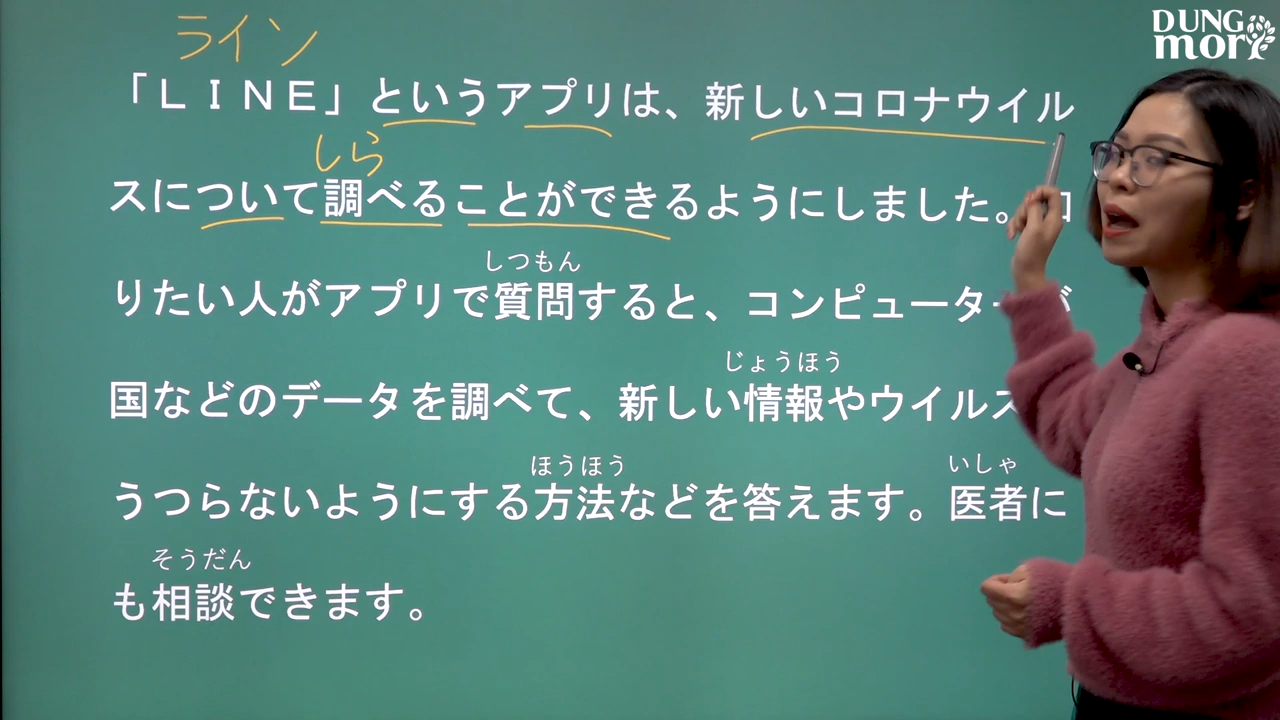 DUNG
mori
ライン
「ＬＩＮＥ」というアプリは、新しいコロナウイル
しら
スについて調べることができるようにしました。
しつもん
りたい人がアプリで質問すると、コンピューターが
じょうほう
国などのデータを調べて、新しい情報やウイルス
ほうほう いしゃ
うつらないようにする方法などを答えます。医者に
そうだん
も相談できます。